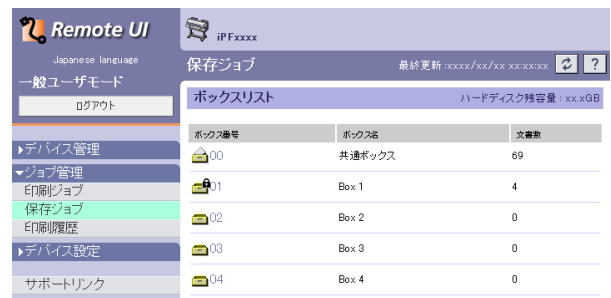 Remote UI
Japanese language
一般ユーザモード
ログアウト
▸デバイス管理
▾ジョブ管理
印刷ジョブ
保存ジョブ
印刷履歴
▸デバイス設定
サポートリンク
iPFxxxx
保存ジョブ 最終更新:xxxx/xx/xx xx:xx:xx ?
ボックスリスト ハードディスク残容量:xx.xGB
ボックス番号 ボックス名 文書数
00 共通ボックス 69
01 Box 1 4
02 Box 2 0
03 Box 3 0
04 Box 4 0